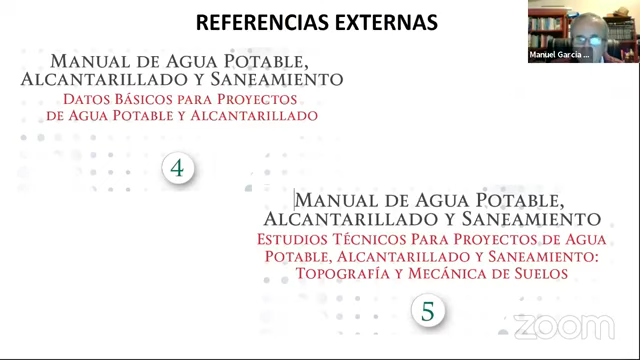 REFERENCIAS EXTERNAS
Manuel García ...
MANUAL DE AGUA POTABLE,
ALCANTARILLADO Y SANEAMIENTO
DATOS BÁSICOS PARA PROYECTOS
DE AGUA POTABLE Y ALCANTARILLADO
4
MANUAL DE AGUA POTABLE,
ALCANTARILLADO Y SANEAMIENTO
ESTUDIOS TÉCNICOS PARA PROYECTOS DE AGUA
POTABLE, ALCANTARILLADO Y SANEAMIENTO:
TOPOGRAFÍA Y MECÁNICA DE SUELOS
5
zoom